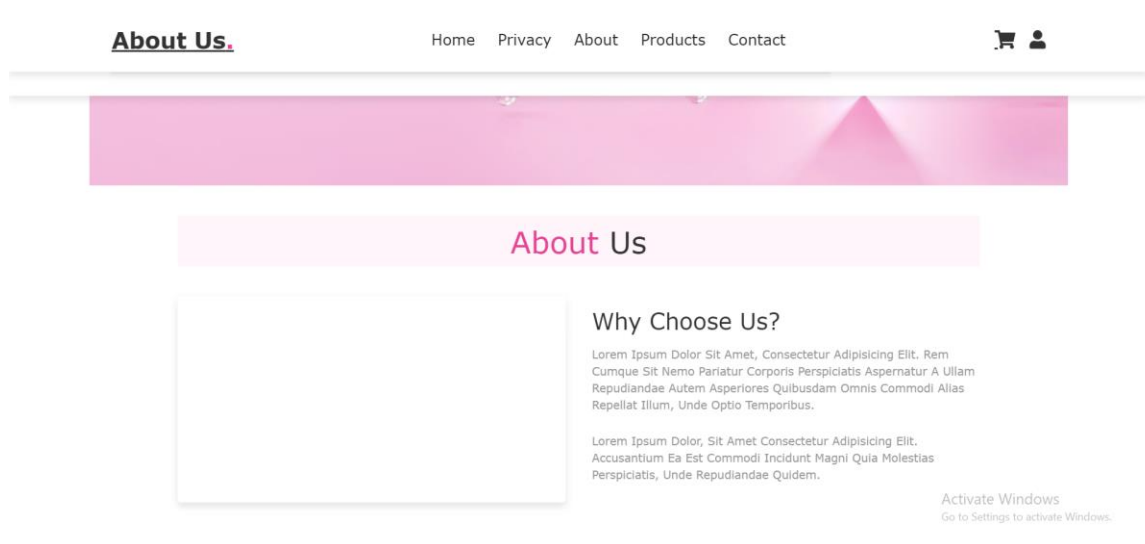 About Us.
Home Privacy About Products Contact
About Us
Why Choose Us?
Lorem Ipsum Dolor Sit Amet, Consectetur Adipisicing Elit. Rem
Cumque Sit Nemo Pariatur Corporis Perspiciatis Aspernatur A Ullam
Repudiandae Autem Asperiores Quibusdam Omnis Commodi Alias
Repellat Illum, Unde Optio Temporibus.
Lorem Ipsum Dolor, Sit Amet Consectetur Adipisicing Elit.
Accusantium Ea Est Commodi Incidunt Magni Quia Molestias
Perspiciatis, Unde Repudiandae Quidem.
Activate Windows
Go to Settings to activate Windows.